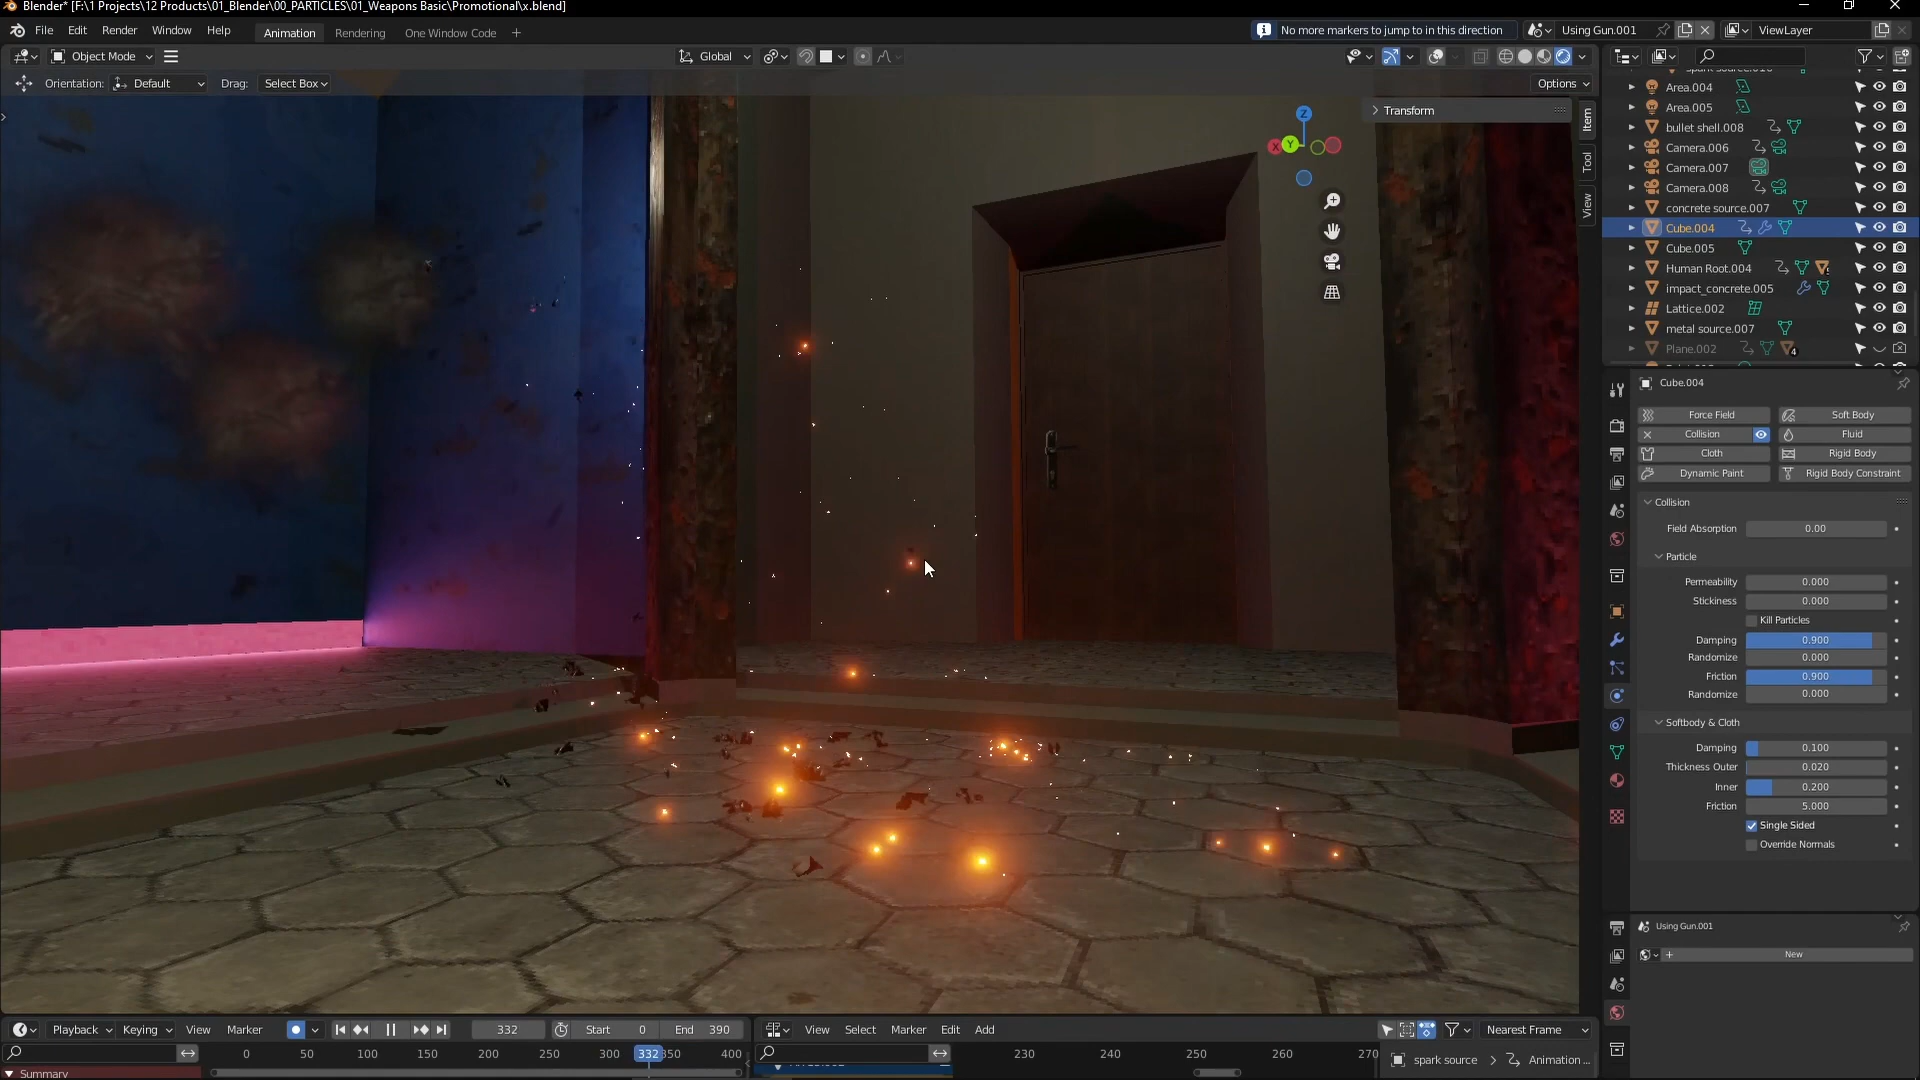 Blender* [F:\1 Projects\12 Products\01_Blender\00_PARTICLES\01_Weapons Basic\Promotional\x.blend]
File Edit Render Window Help Animation Rendering One Window Code + No more markers to jump to in this direction Using Gun.001 ViewLayer
Object Mode Global
Orientation: Default Drag: Select Box Options
Transform
Item
Tool
View
Z
X
Y
Area.004
Area.005
bullet shell.008
Camera.006
Camera.007
Camera.008
concrete source.007
Cube.004
Cube.005
Human Root.004
impact_concrete.005
Lattice.002
metal source.007
Plane.002 4
Cube.004
Force Field Soft Body
Collision Fluid
Cloth Rigid Body
Dynamic Paint Rigid Body Constraint
Collision
Field Absorption 0.00
Particle
Permeability 0.000
Stickiness 0.000
Kill Particles
Damping 0.900
Randomize 0.000
Friction 0.900
Randomize 0.000
Softbody & Cloth
Damping 0.100
Thickness Outer 0.020
Inner 0.200
Friction 5.000
Single Sided
Override Normals
Using Gun.001
+ New
Playback Keying View Marker 332 Start 0 End 390
0 50 100 150 200 250 300 332 350 400
Summary
View Select Marker Edit Add Nearest Frame
230 240 250 260 270
spark source > Animation ...